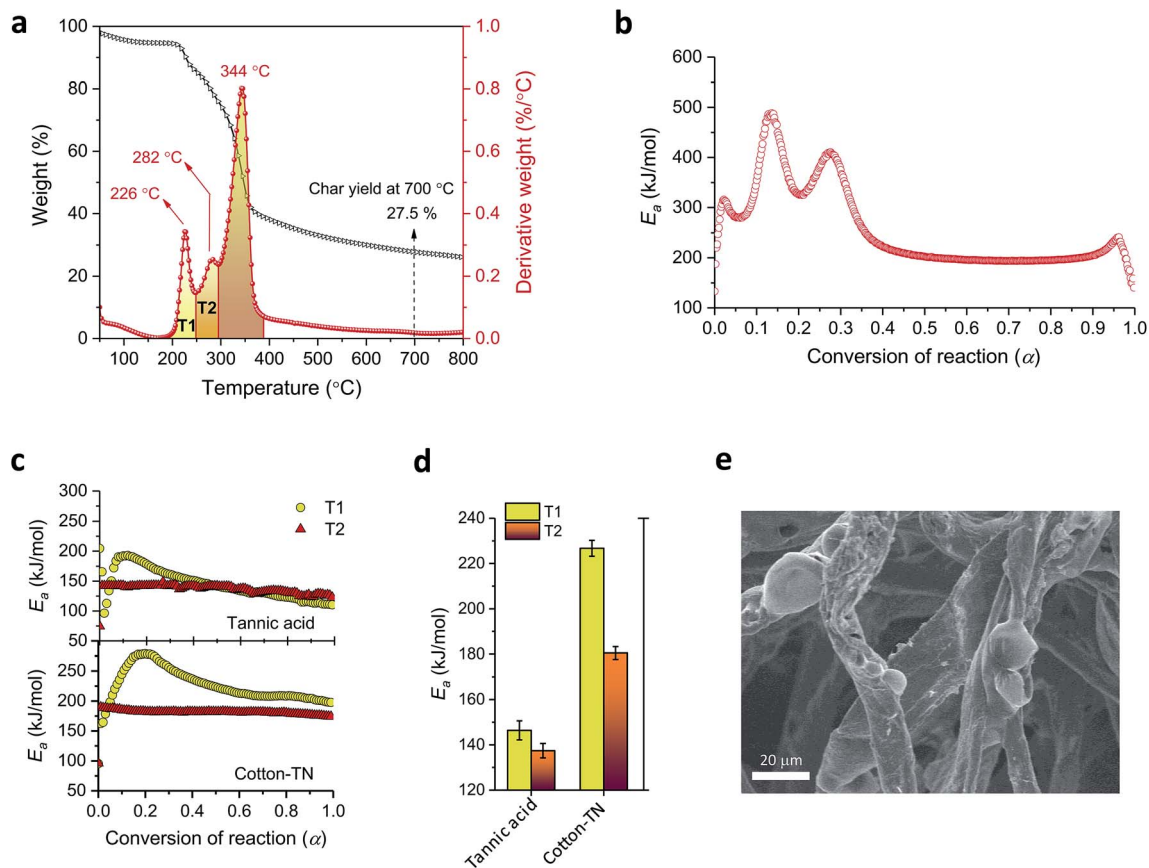 a
100
80
60
40
20
0
Weight (%)
100 200 300 400 500 600 700 800
Temperature (°C)
1.0
0.8
0.6
0.4
0.2
0.0
Derivative weight (%/°C)
344 °C
282 °C
226 °C
Char yield at 700 °C
27.5 %
T1
T2
b
600
500
400
300
200
100
Ea (kJ/mol)
0.0 0.1 0.2 0.3 0.4 0.5 0.6 0.7 0.8 0.9 1.0
Conversion of reaction (α)
c
300
250
200
150
100
50
Ea (kJ/mol)
T1
T2
Tannic acid
250
200
150
100
50
Ea (kJ/mol)
Cotton-TN
0.0 0.2 0.4 0.6 0.8 1.0
Conversion of reaction (α)
d
T1
T2
240
220
200
180
160
140
120
Ea (kJ/mol)
Tannic acid
Cotton-TN
e
20 μm